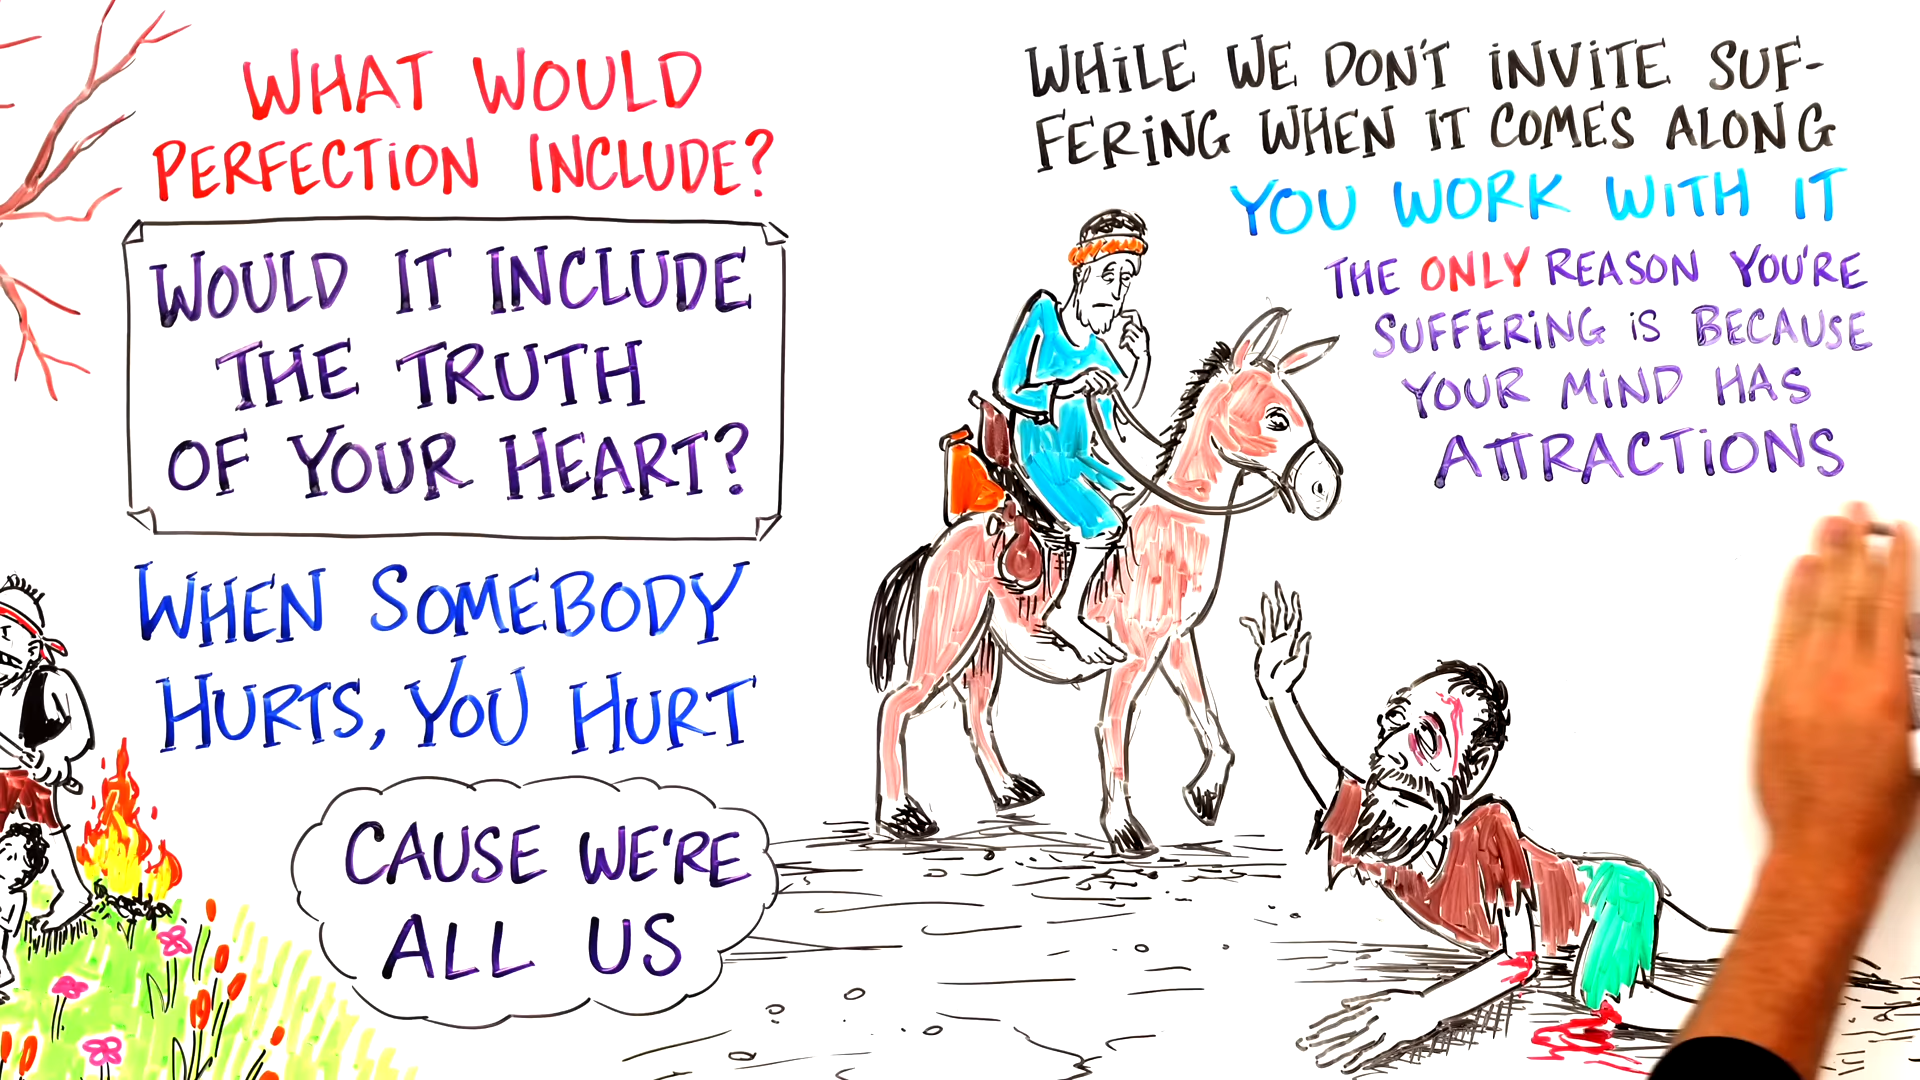 WHAT WOULD
PERFECTION INCLUDE?
WOULD IT INCLUDE
THE TRUTH
OF YOUR HEART?
WHEN SOMEBODY
HURTS, YOU HURT
CAUSE WE'RE
ALL US
WHILE WE DON'T INVITE SUF-
FERING WHEN IT COMES ALONG
YOU WORK WITH IT
THE ONLY REASON YOU'RE
SUFFERING IS BECAUSE
YOUR MIND HAS
ATTRACTIONS